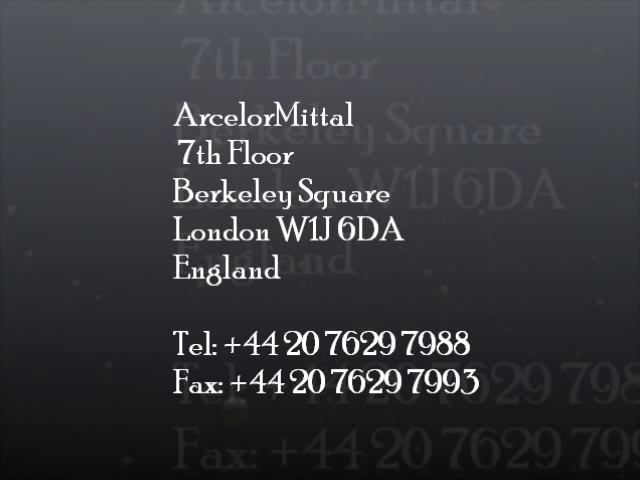 ArcelorMittal
7th Floor
Berkeley Square
London W1J 6DA
England
Tel: +44 20 7629 7988
Fax: +44 20 7629 7993